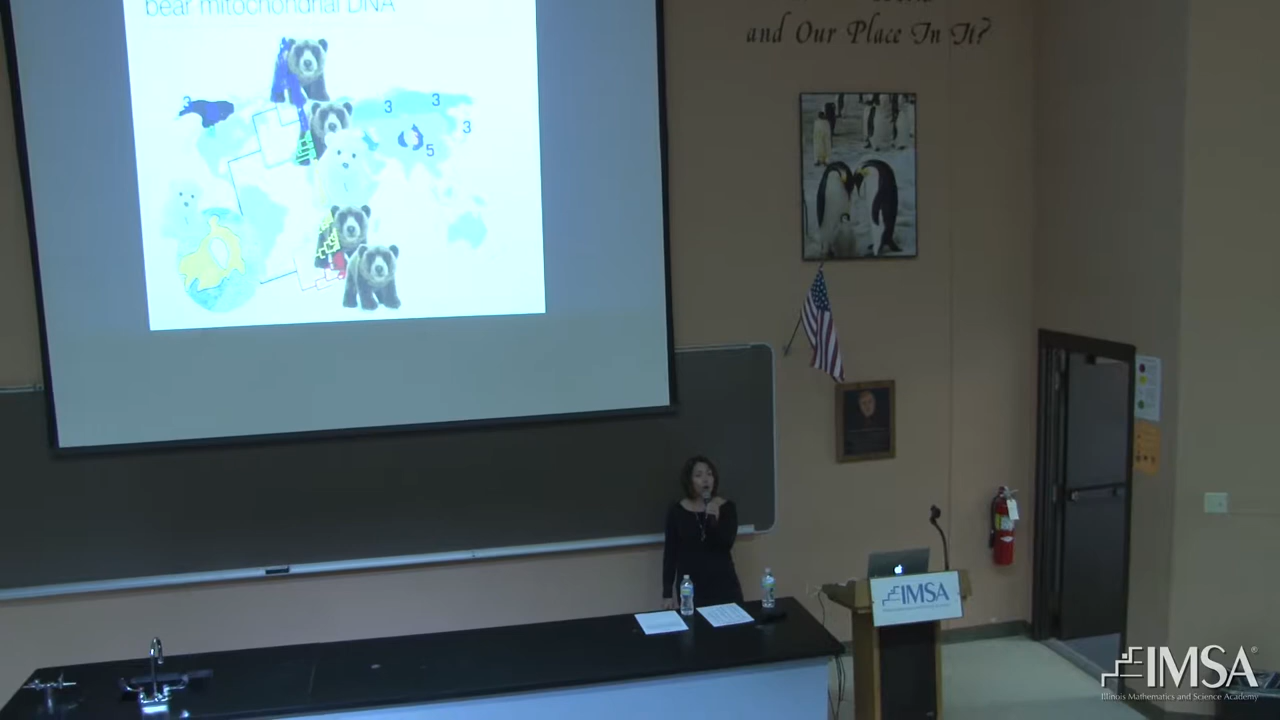 bear mitochondrial DNA
and Our Place In It?
3
3
3
3
5
IMSA
IMSA®
Illinois Mathematics and Science Academy